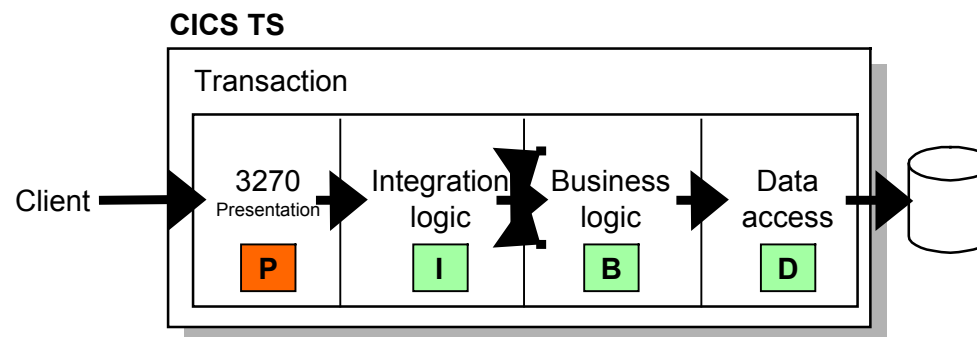 CICS TS
Transaction
Client
3270
Presentation
P
Integration
logic
I
Business
logic
B
Data
access
D